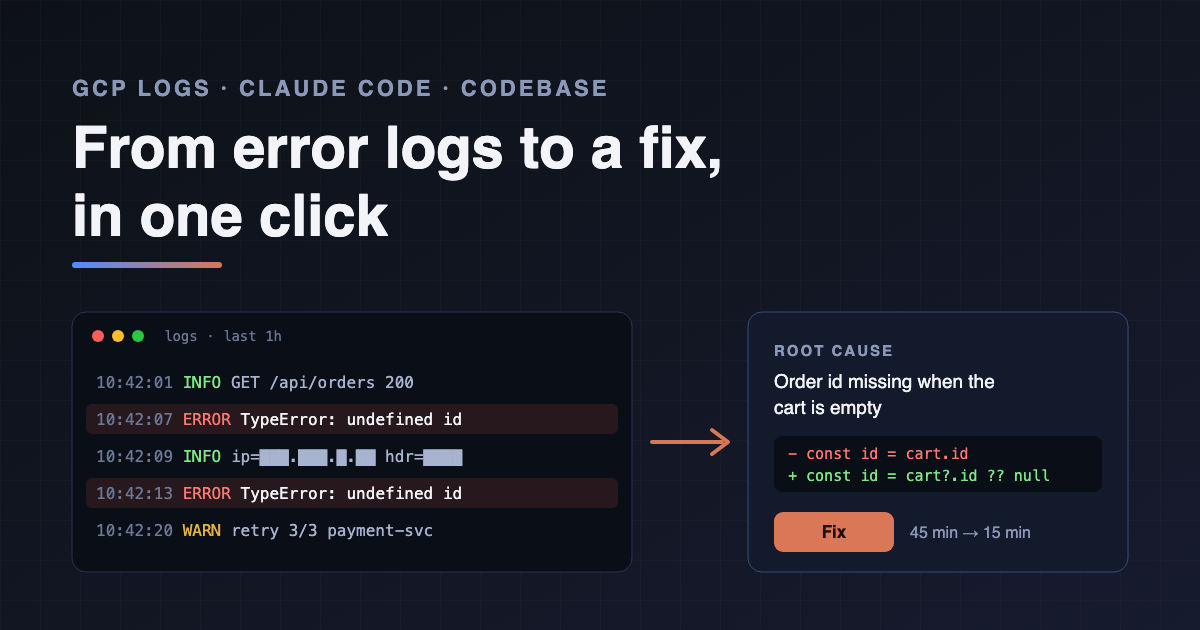 GCP LOGS · CLAUDE CODE · CODEBASE
From error logs to a fix,
in one click
logs · last 1h
10:42:01 INFO GET /api/orders 200
10:42:07 ERROR TypeError: undefined id
10:42:09 INFO ip=███.███.█.██ hdr=████
10:42:13 ERROR TypeError: undefined id
10:42:20 WARN retry 3/3 payment-svc
ROOT CAUSE
Order id missing when the
cart is empty
− const id = cart.id
+ const id = cart?.id ?? null
Fix
45 min → 15 min